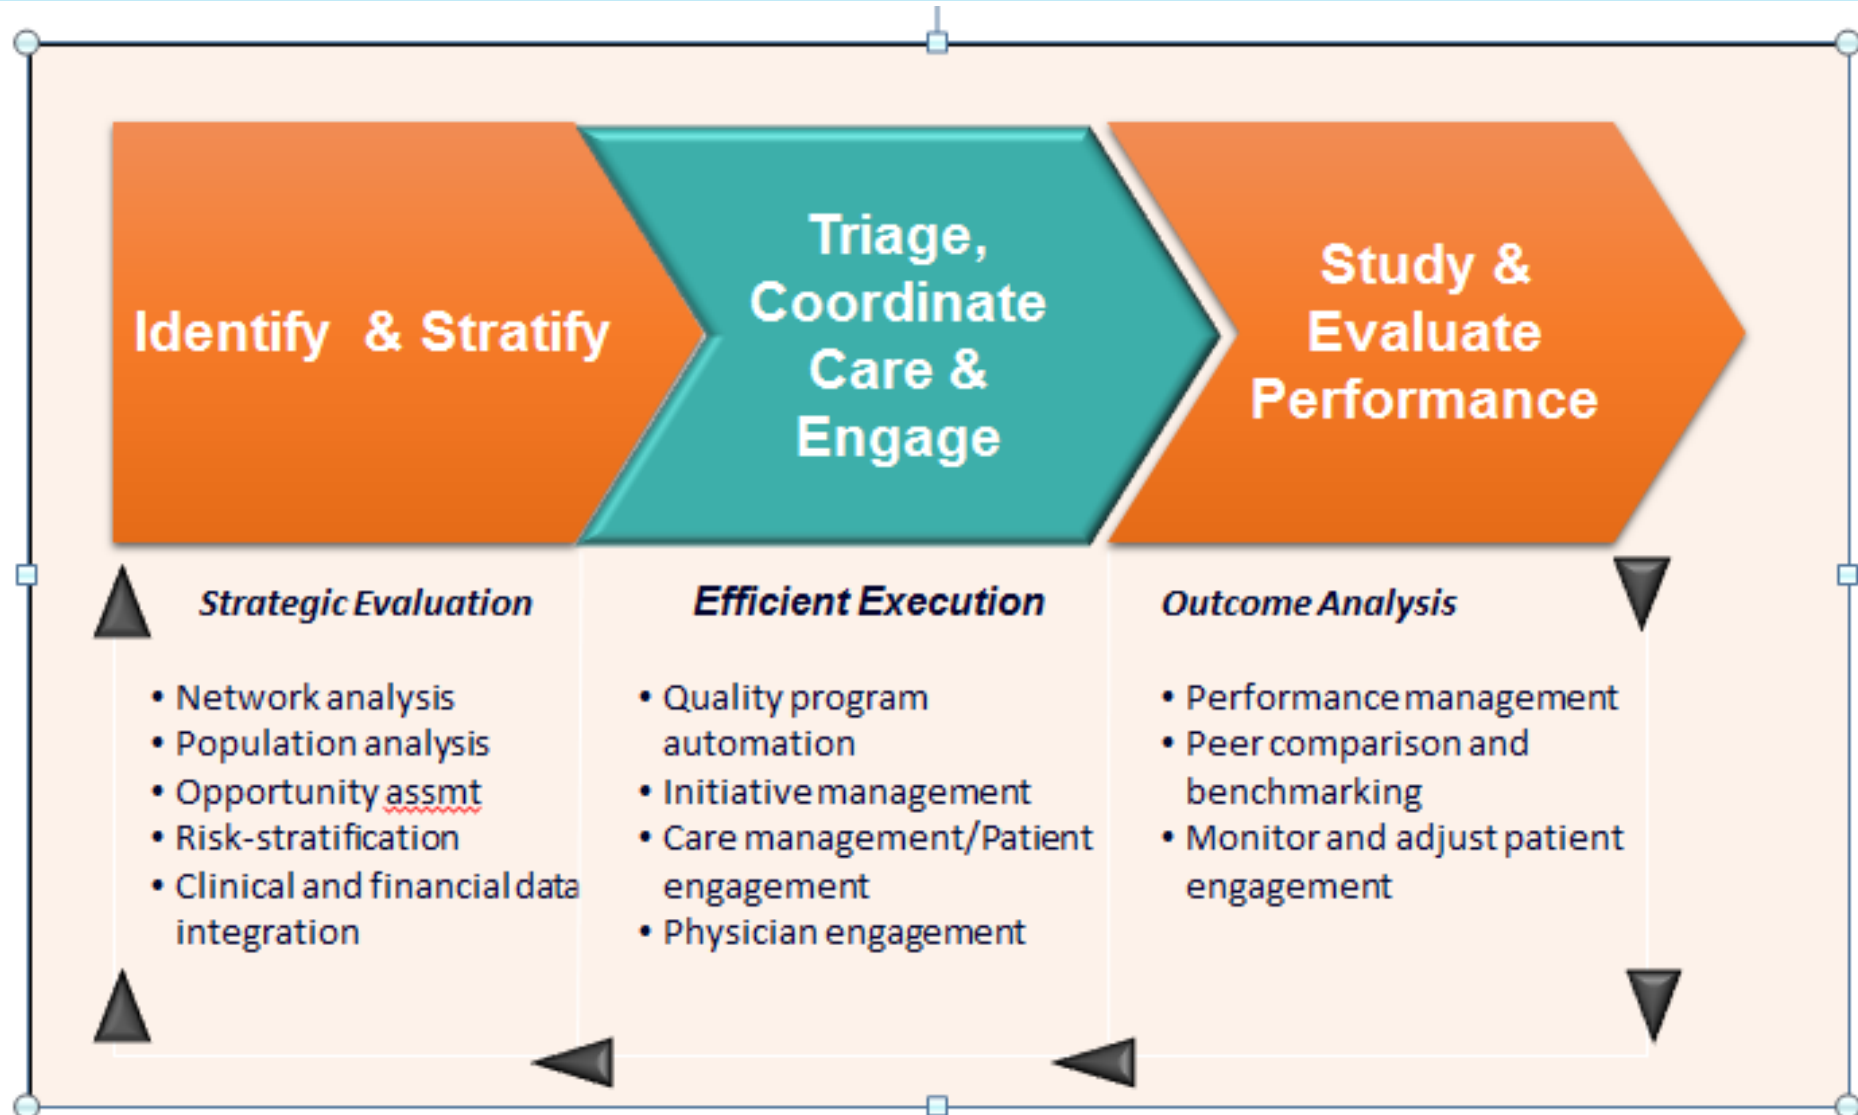 Identify & Stratify
Triage,
Coordinate
Care &
Engage
Study &
Evaluate
Performance
Strategic Evaluation
• Network analysis
• Population analysis
• Opportunity assmt
• Risk-stratification
• Clinical and financial data
integration
Efficient Execution
• Quality program
automation
• Initiative management
• Care management/Patient
engagement
• Physician engagement
Outcome Analysis
• Performance management
• Peer comparison and
benchmarking
• Monitor and adjust patient
engagement